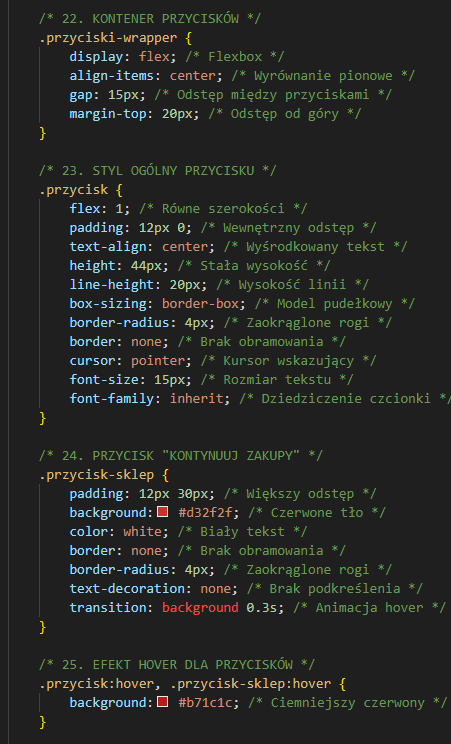 /* 22. KONTENER PRZYCISKÓW */
.przyciski-wrapper {
display: flex; /* Flexbox */
align-items: center; /* Wyrównanie pionowe */
gap: 15px; /* Odstęp między przyciskami */
margin-top: 20px; /* Odstęp od góry */
}
/* 23. STYL OGÓLNY PRZYCISKU */
.przycisk {
flex: 1; /* Równe szerokości */
padding: 12px 0; /* Wewnętrzny odstęp */
text-align: center; /* Wyśrodkowany tekst */
height: 44px; /* Stała wysokość */
line-height: 20px; /* Wysokość linii */
box-sizing: border-box; /* Model pudełkowy */
border-radius: 4px; /* Zaokrąglone rogi */
border: none; /* Brak obramowania */
cursor: pointer; /* Kursor wskazujący */
font-size: 15px; /* Rozmiar tekstu */
font-family: inherit; /* Dziedziczenie czcionki */
}
/* 24. PRZYCISK "KONTYNUUJ ZAKUPY" */
.przycisk-sklep {
padding: 12px 30px; /* Większy odstęp */
background: #d32f2f; /* Czerwone tło */
color: white; /* Biały tekst */
border: none; /* Brak obramowania */
border-radius: 4px; /* Zaokrąglone rogi */
text-decoration: none; /* Brak podkreślenia */
transition: background 0.3s; /* Animacja hover */
}
/* 25. EFEKT HOVER DLA PRZYCISKÓW */
.przycisk:hover, .przycisk-sklep:hover {
background: #b71c1c; /* Ciemniejszy czerwony */
}